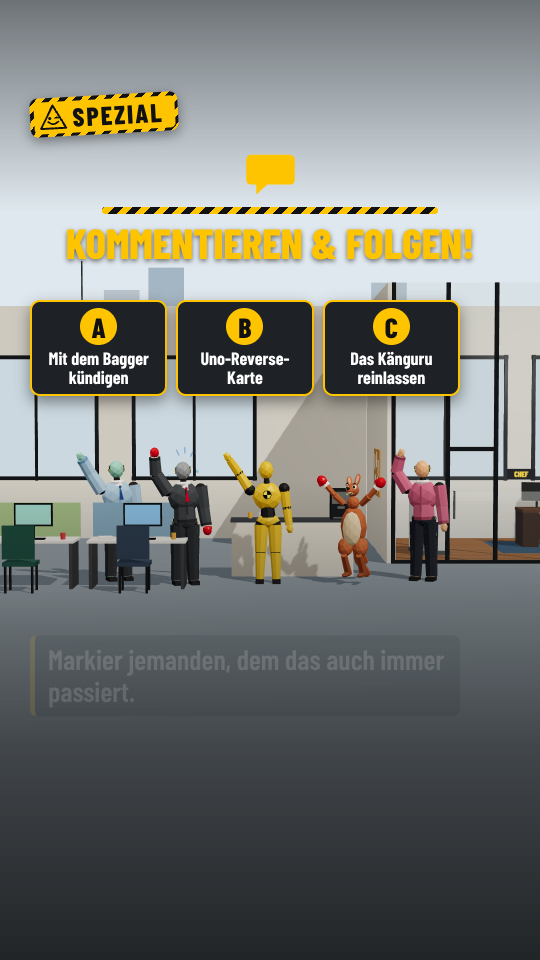 SPEZIAL
KOMMENTIEREN & FOLGEN!
A
Mit dem Bagger
kündigen
B
Uno-Reverse-
Karte
C
Das Känguru
reinlassen
CHEF
Markier jemanden, dem das auch immer
passiert.